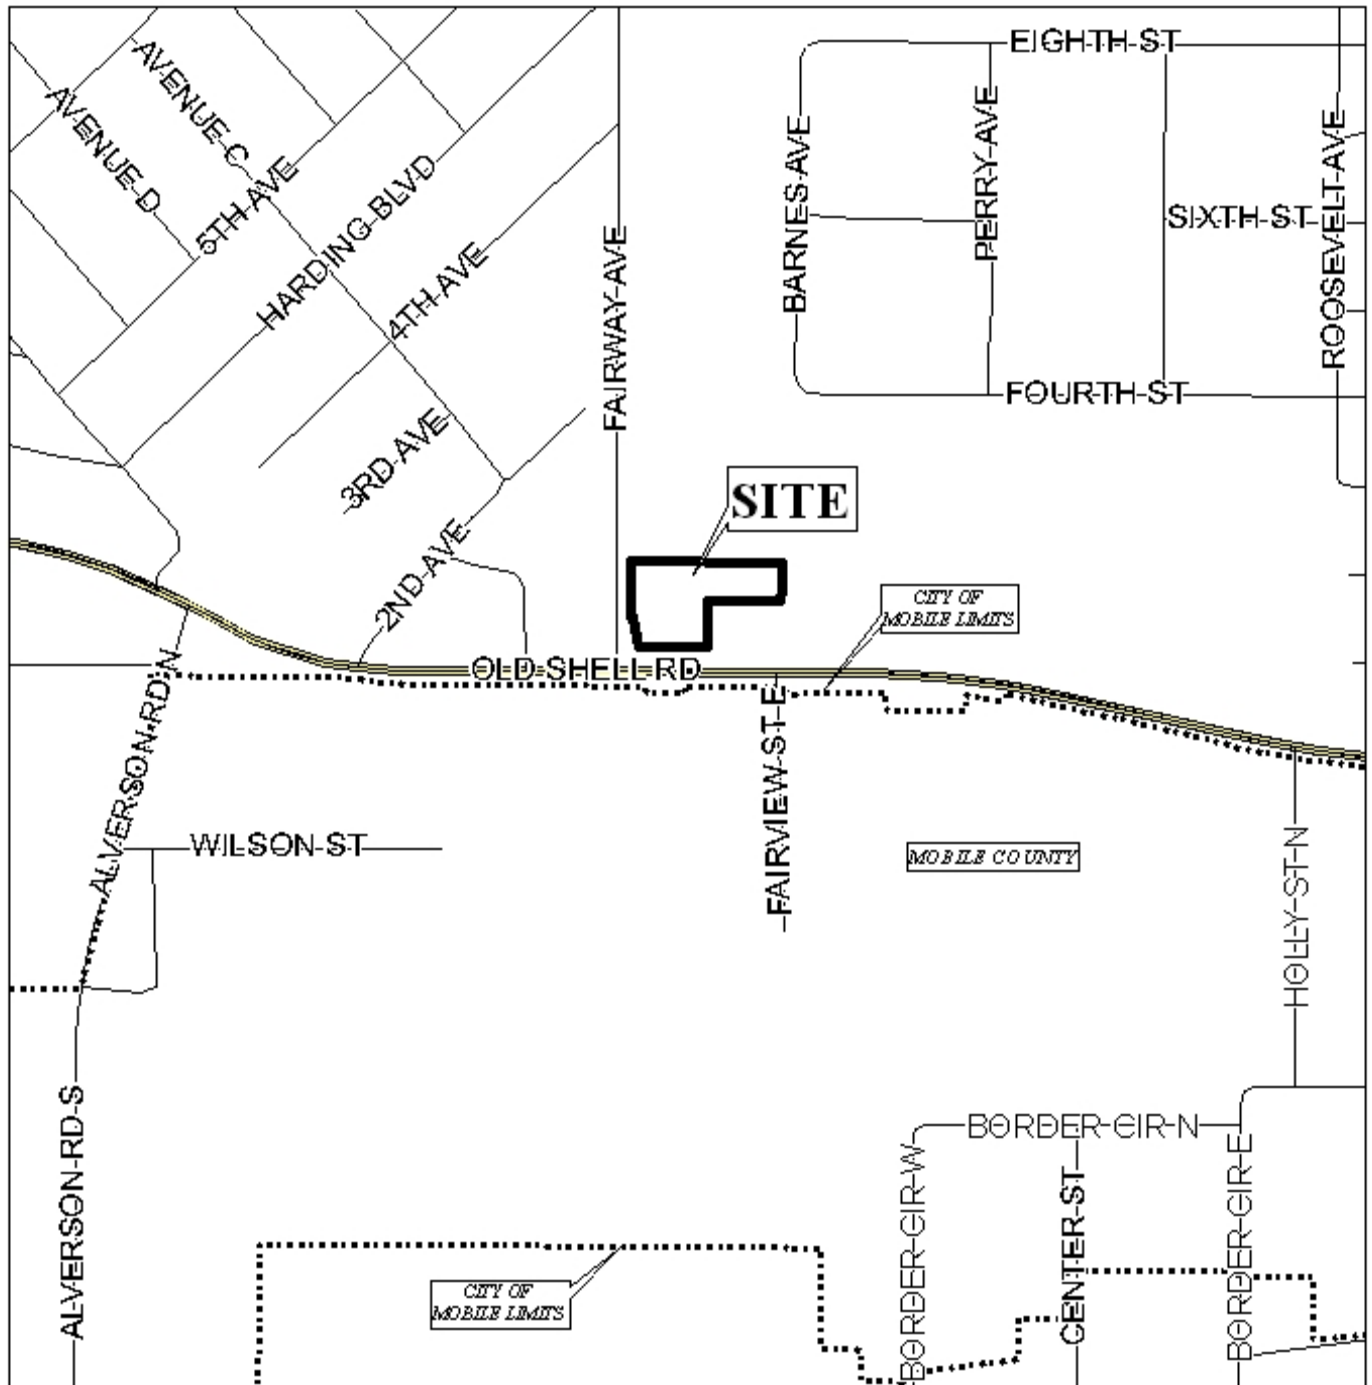 EIGHTH ST
AVENUE C
AVENUE D
5TH AVE
HARDING BLVD
4TH AVE
FAIRWAY AVE
BARNES AVE
PERRY AVE
SIXTH ST
ROOSEVELT AVE
FOURTH ST
3RD AVE
SITE
2ND AVE
CITY OF
MOBILE LIMITS
OLD SHELL RD
ALVERSON RD N
FAIRVIEW ST E
WILSON ST
MOBILE COUNTY
HOLLY ST N
ALVERSON RD S
BORDER CIR N
BORDER CIR W
CENTER ST
BORDER CIR E
CITY OF
MOBILE LIMITS